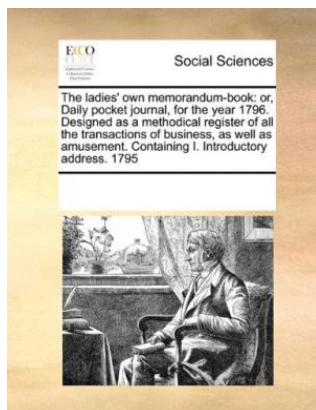 ECCO
Social Sciences
The ladies' own memorandum-book: or,
Daily pocket journal, for the year 1796.
Designed as a methodical register of all
the transactions of business, as well as
amusement. Containing I. Introductory
address. 1795